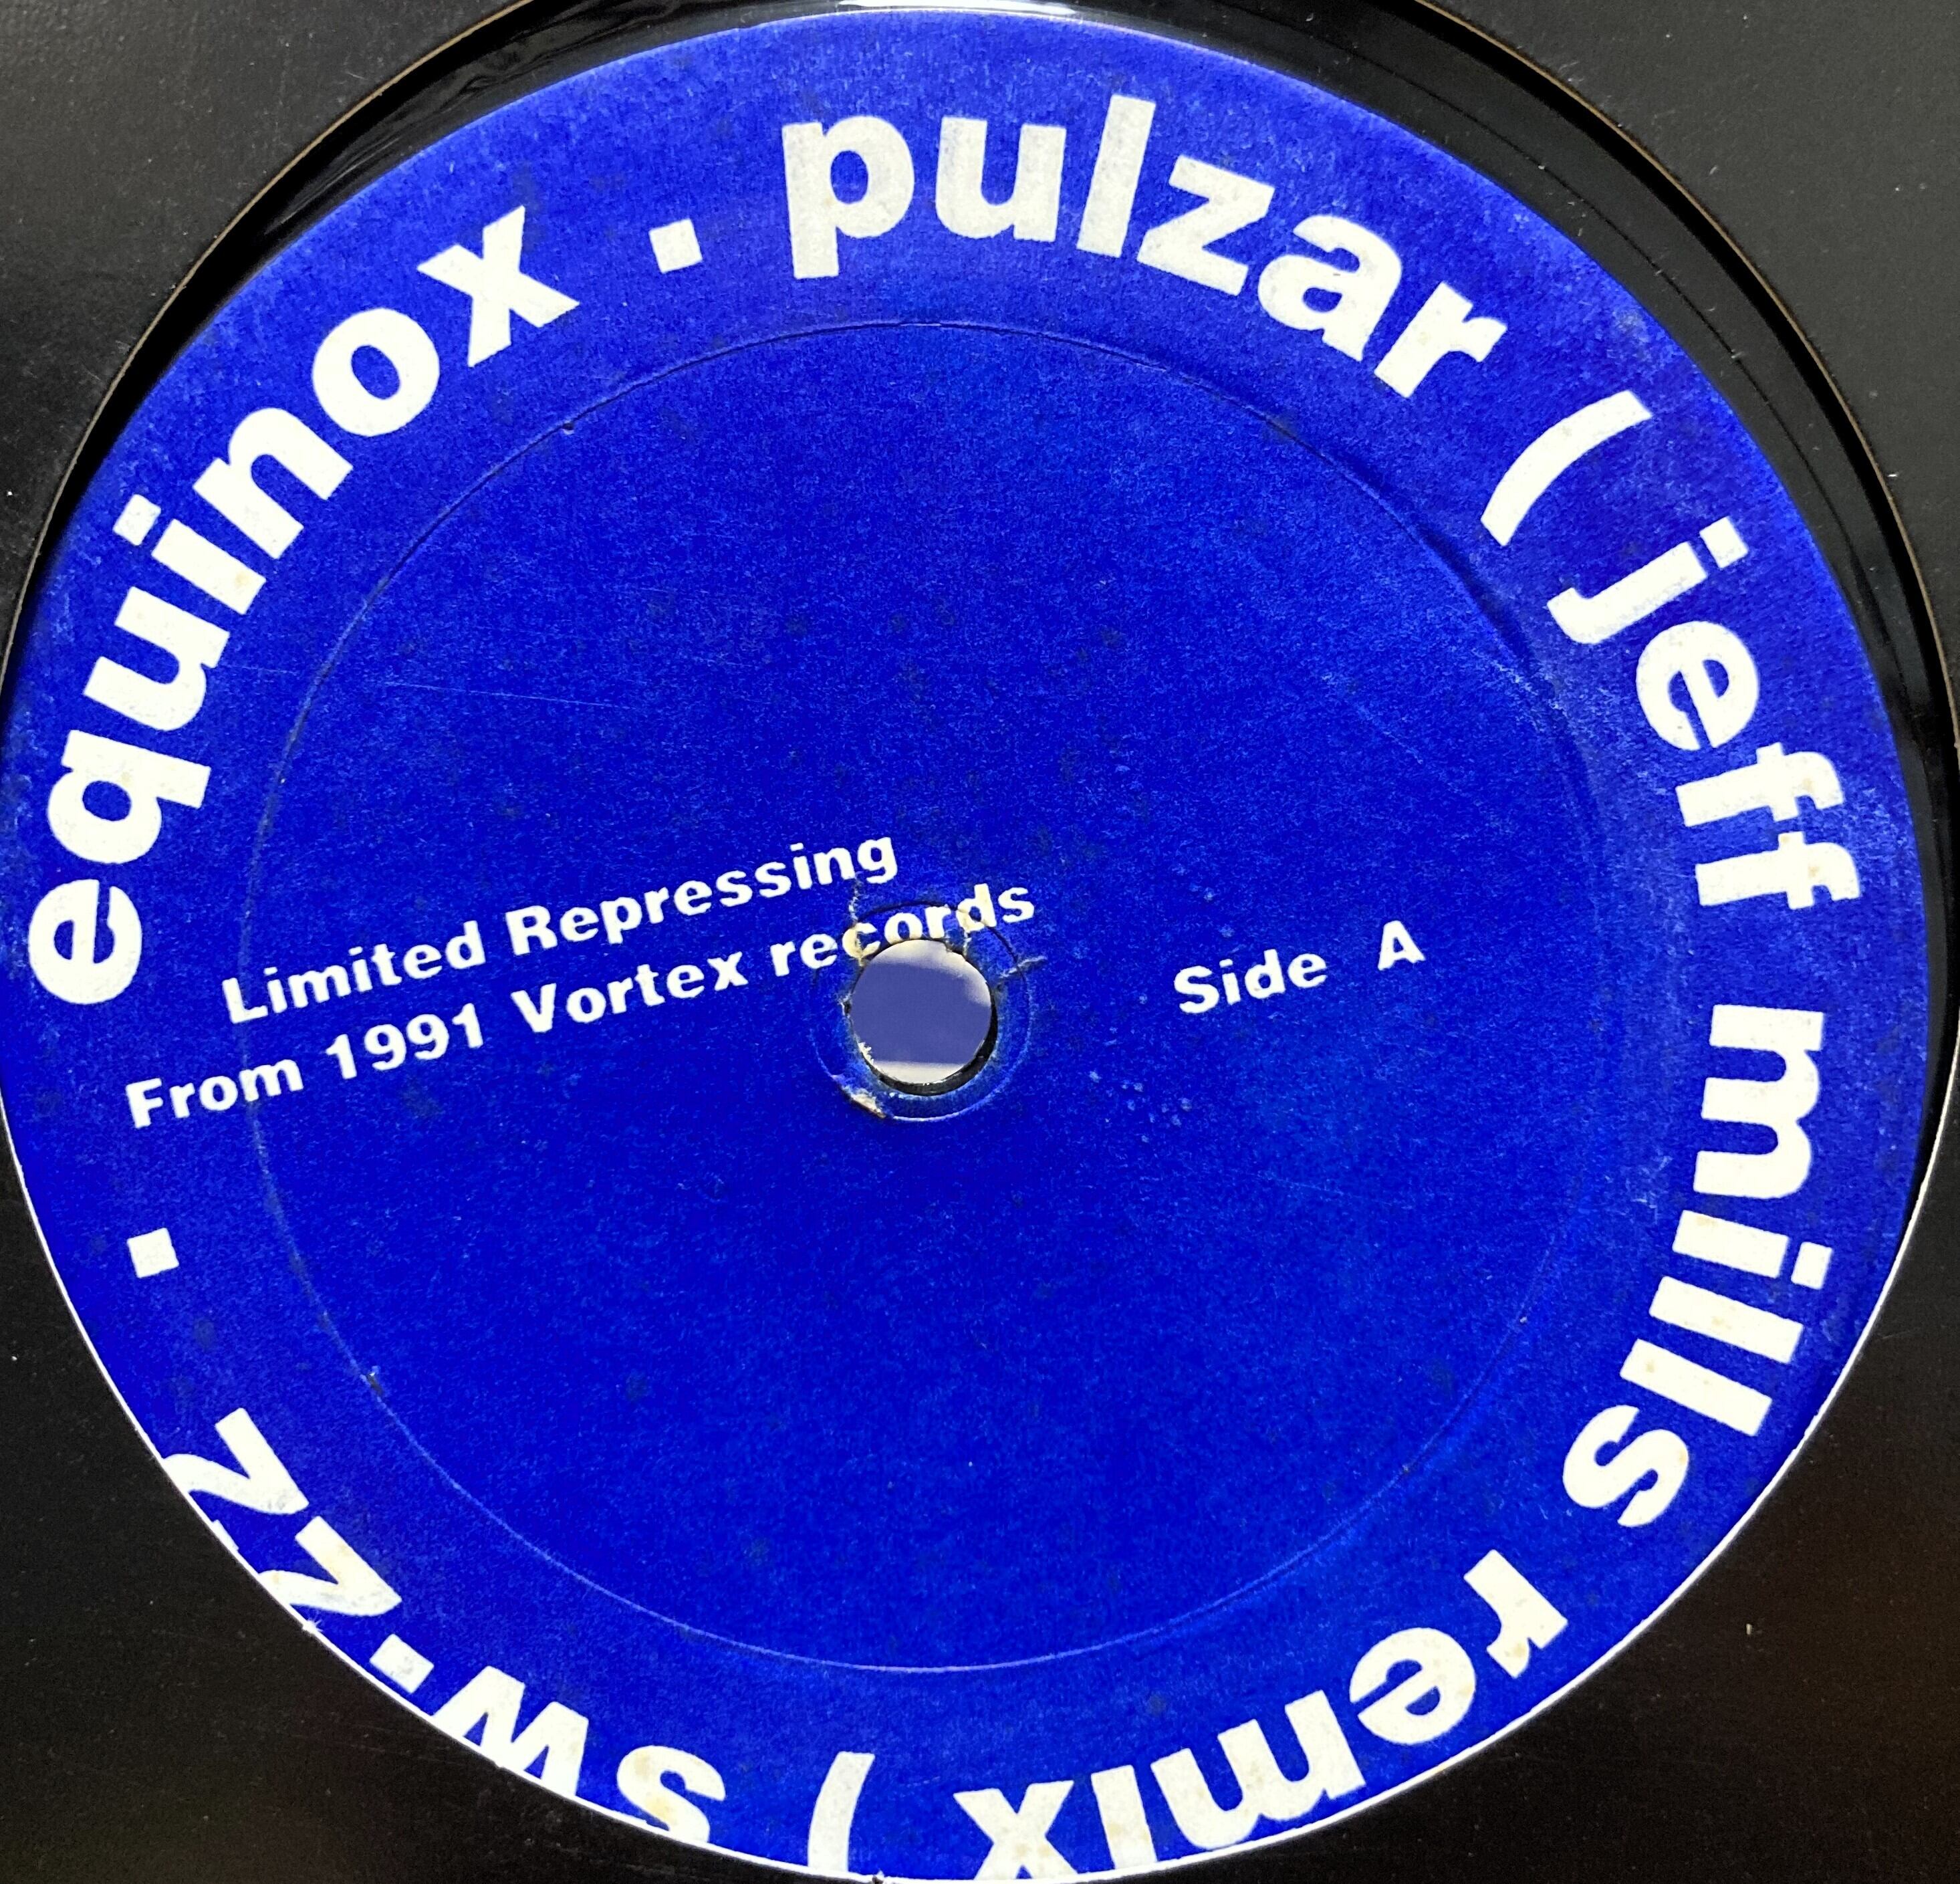 equinox . pulzar ( jeff mills remix ) sw-zz .
Limited Repressing
From 1991 Vortex records
Side A